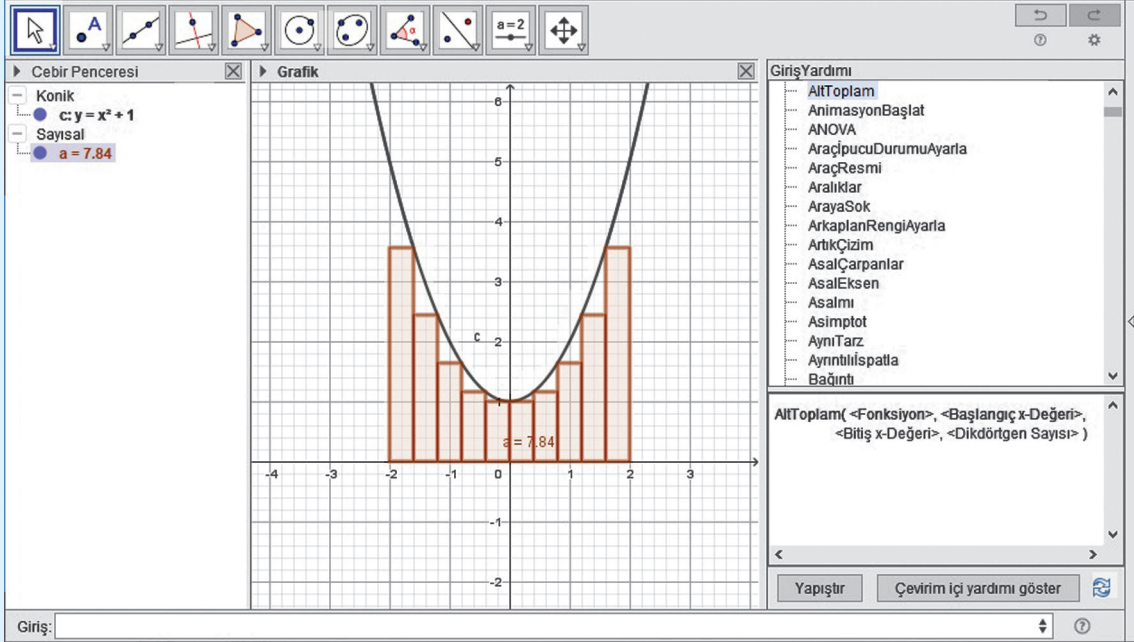 A
α
a=2
Cebir Penceresi
Konik
c: y = x² + 1
Sayısal
a = 7.84
Grafik
6
5
4
3
c
2
1
a = 7.84
-4 -3 -2 -1 0 1 2 3
-1
-2
GirişYardımı
AltToplam
AnimasyonBaşlat
ANOVA
AraçİpucuDurumuAyarla
AraçResmi
Aralıklar
ArayaSok
ArkaplanRengiAyarla
ArtıkÇizim
AsalÇarpanlar
AsalEksen
Asalmı
Asimptot
AynıTarz
Ayrıntılıİspatla
Bağıntı
AltToplam( <Fonksiyon>, <Başlangıç x-Değeri>,
<Bitiş x-Değeri>, <Dikdörtgen Sayısı> )
Yapıştır
Çevirim içi yardımı göster
Giriş: